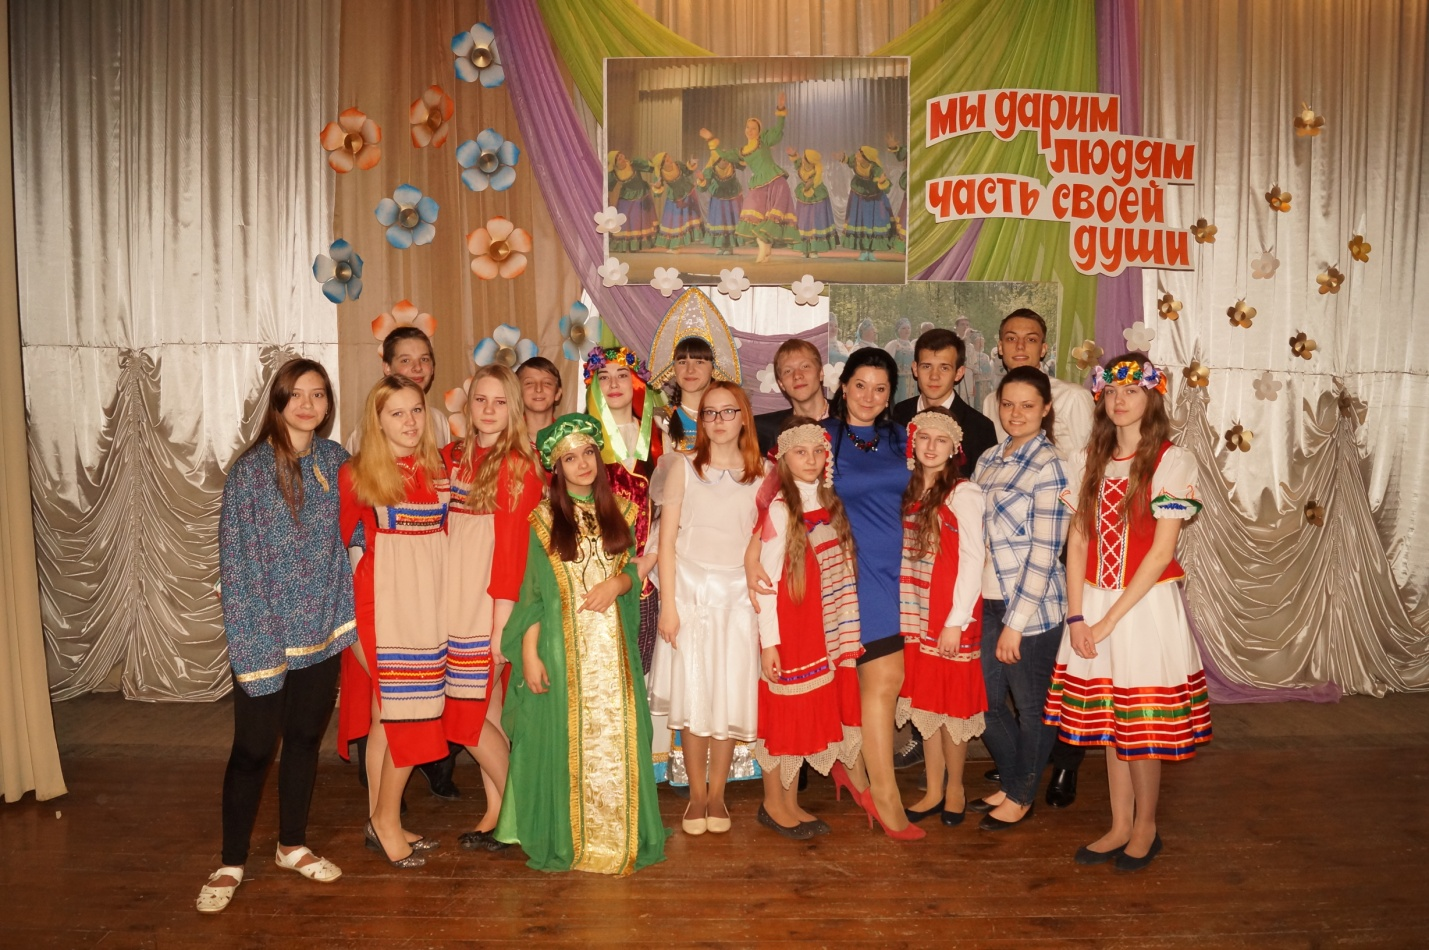 мы дарим
людям
часть своей
души